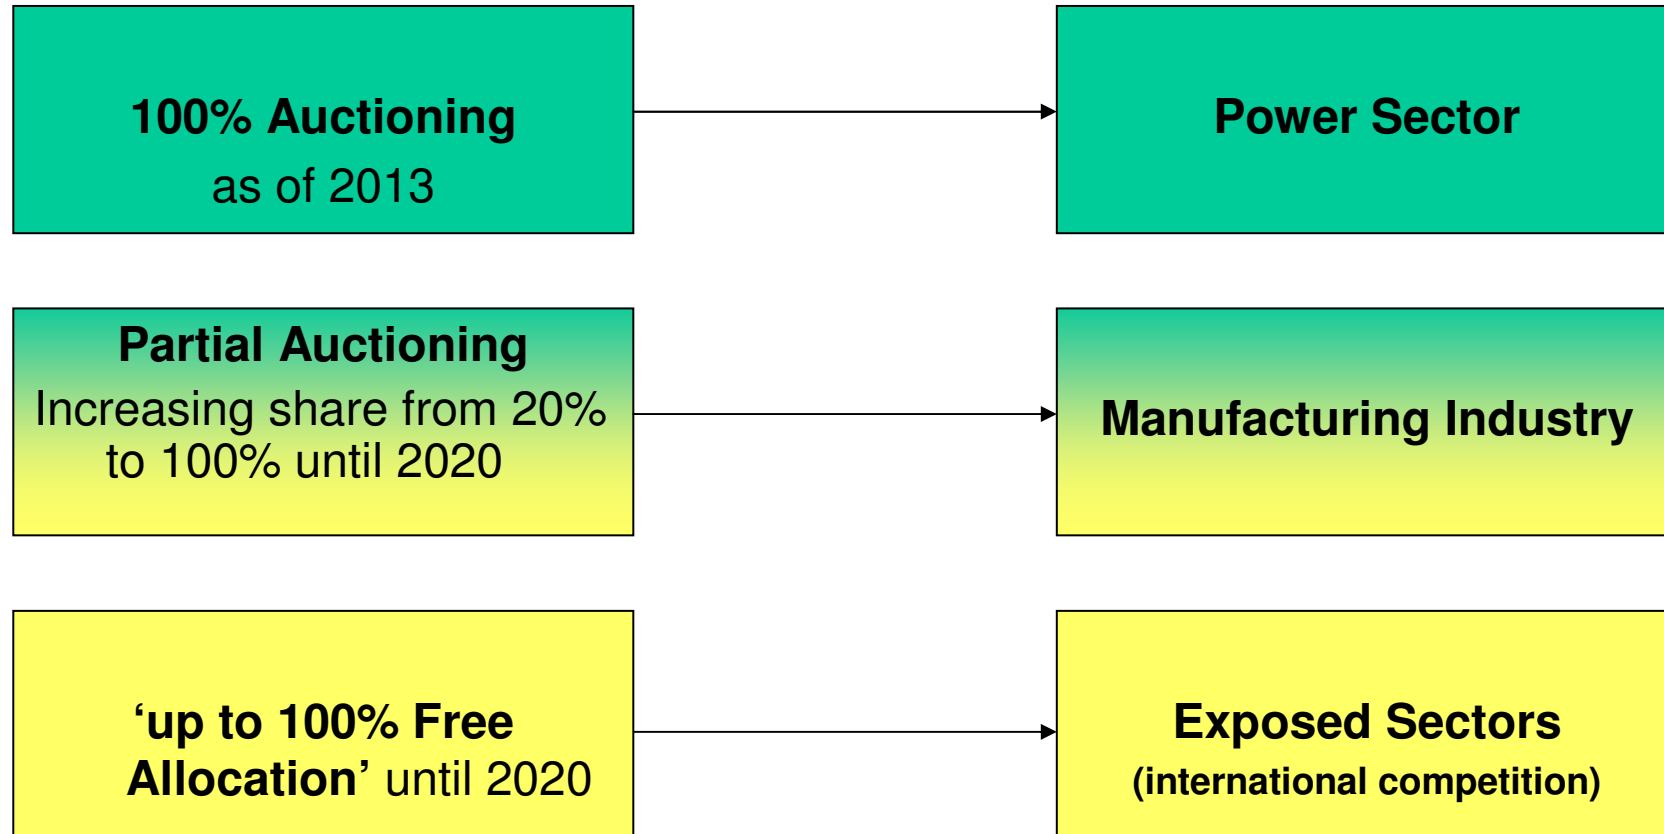 100% Auctioning
as of 2013
Power Sector
Partial Auctioning
Increasing share from 20%
to 100% until 2020
Manufacturing Industry
‘up to 100% Free
Allocation’ until 2020
Exposed Sectors
(international competition)